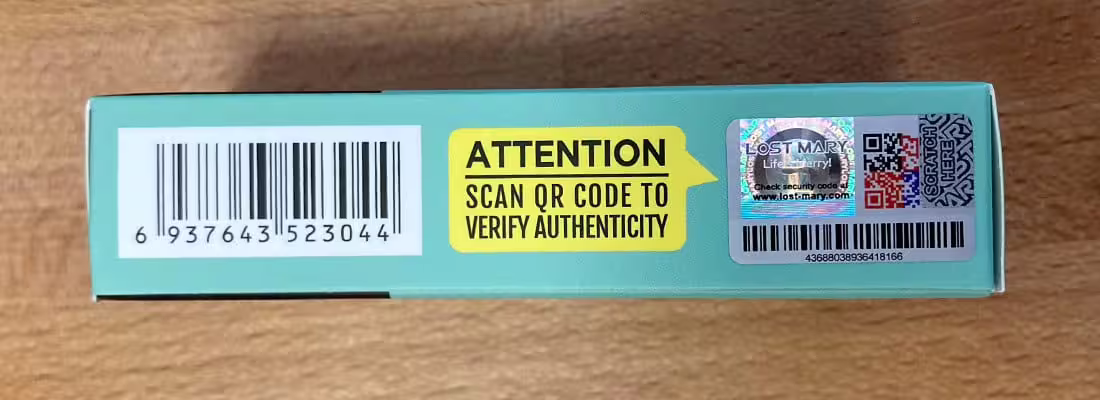 6 937643 523044
ATTENTION
SCAN QR CODE TO
VERIFY AUTHENTICITY
LOST MARY
Check security code at
www.lost-mary.com
SCRATCH
HERE
43688038936418166